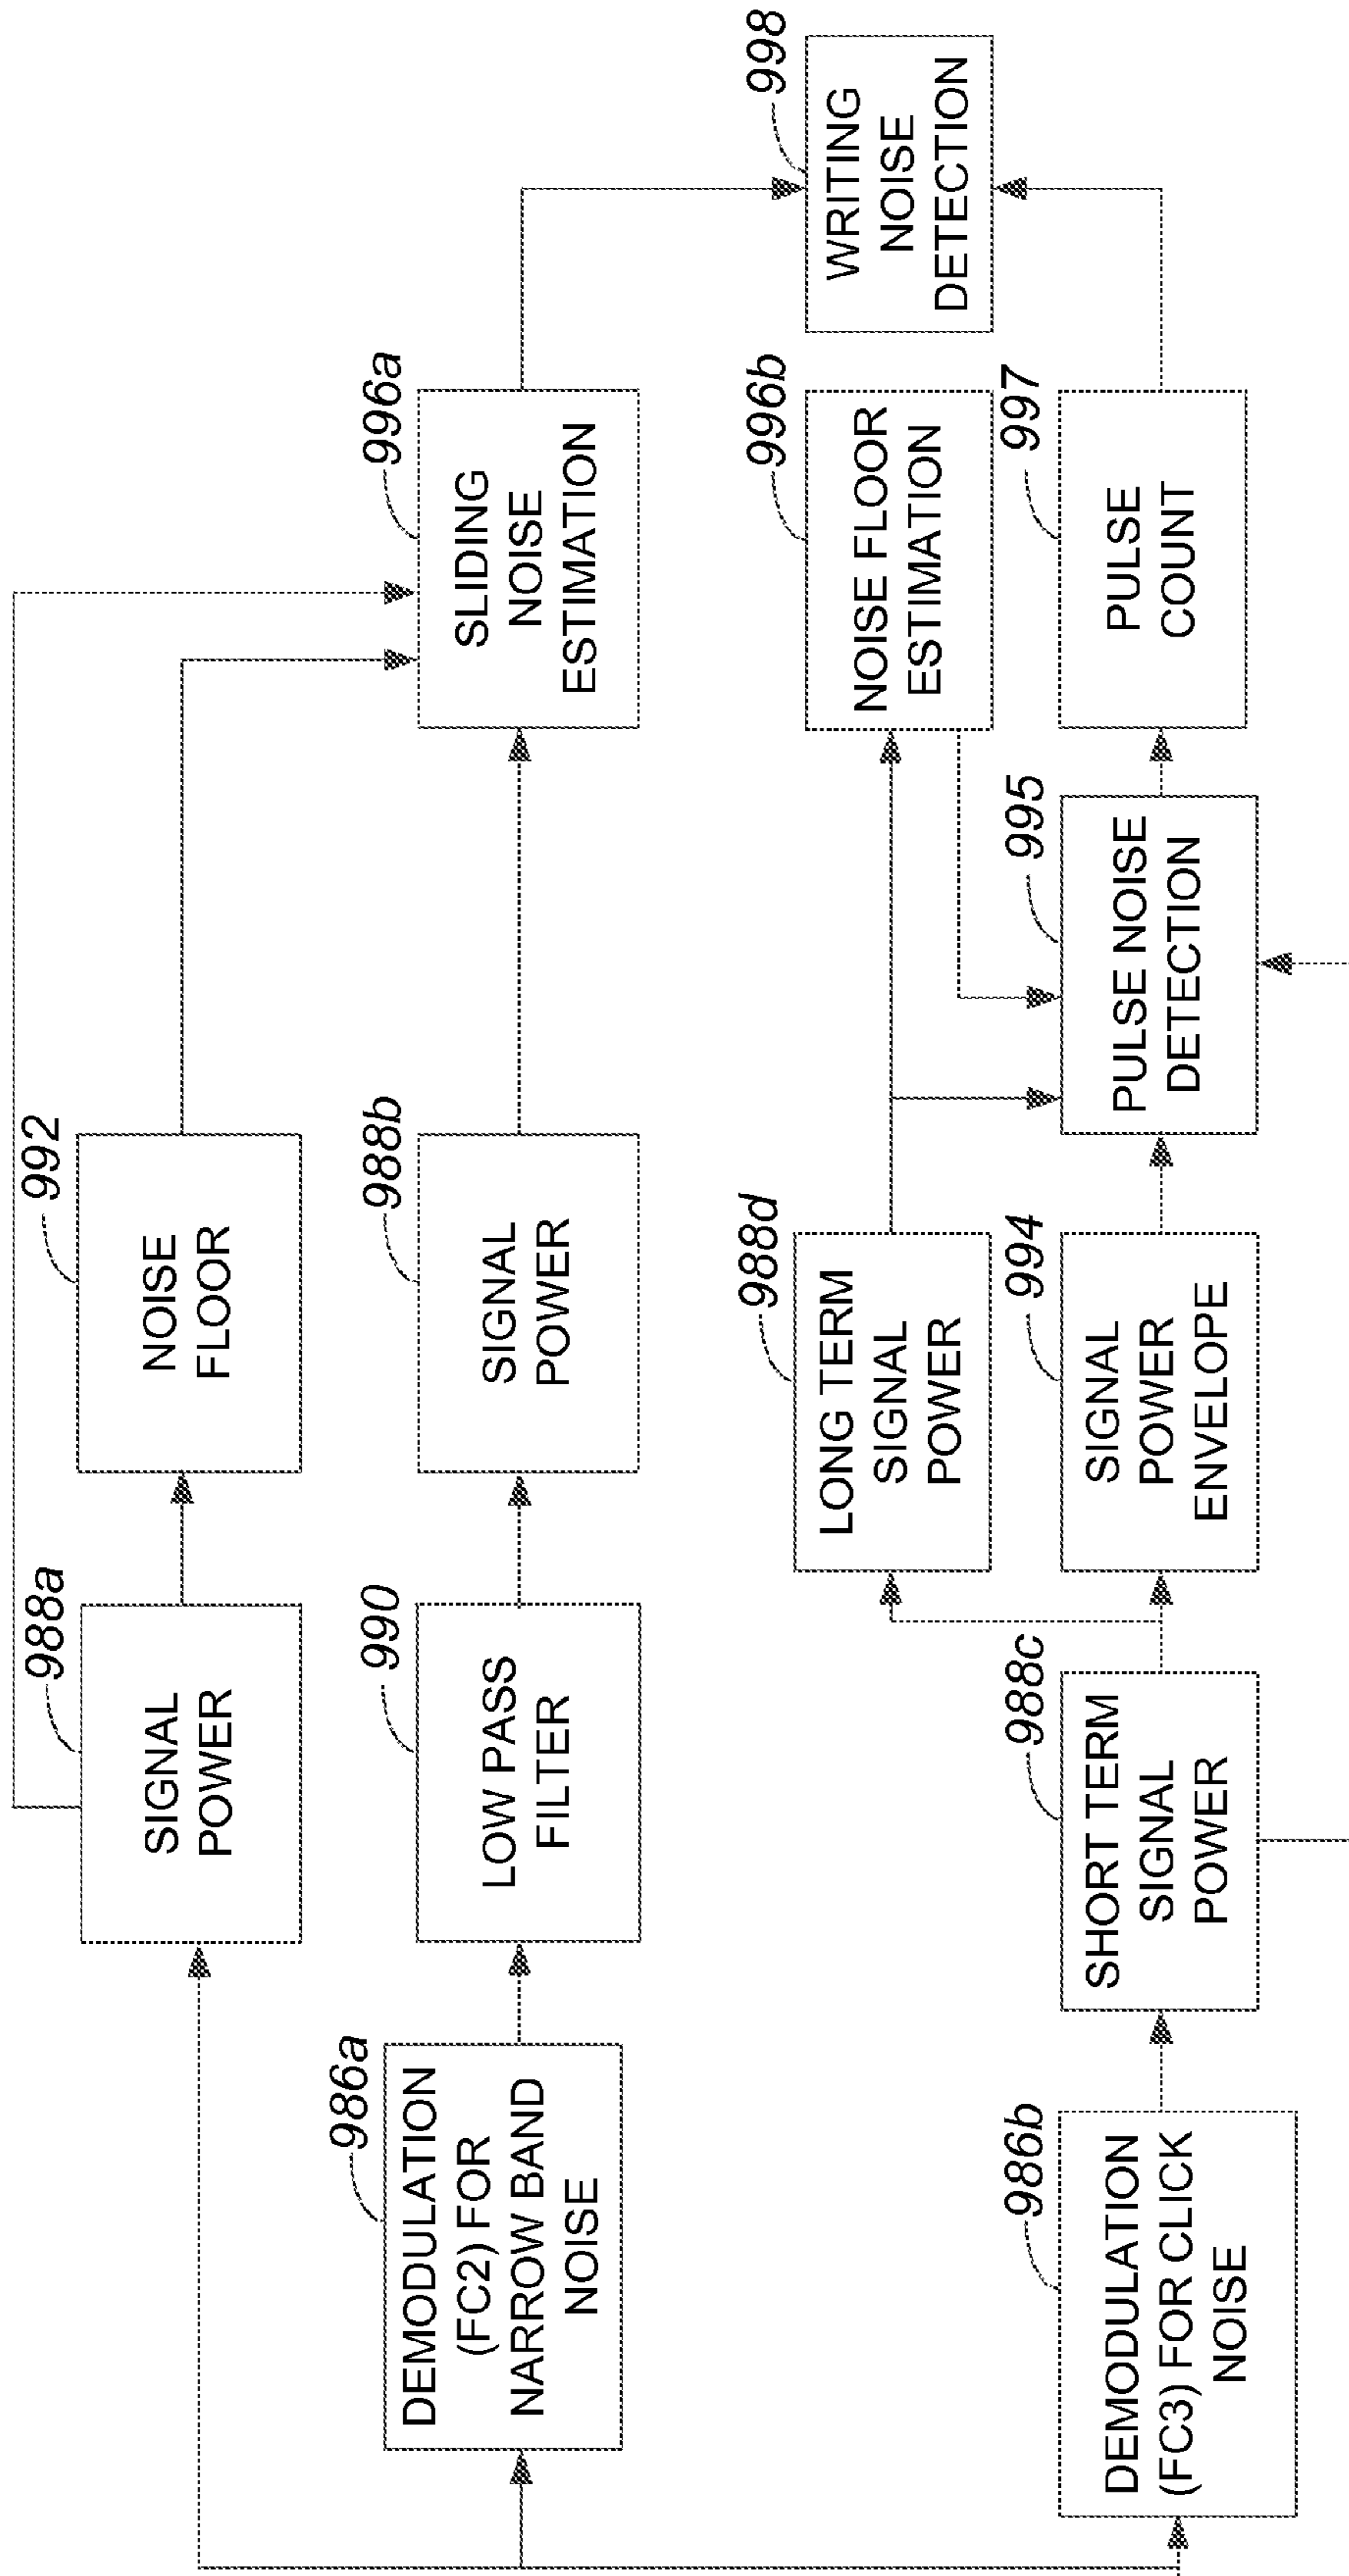 988a
SIGNAL
POWER
992
NOISE
FLOOR
986a
DEMODULATION
(FC2) FOR
NARROW BAND
NOISE
990
LOW PASS
FILTER
988b
SIGNAL
POWER
996a
SLIDING
NOISE
ESTIMATION
998
WRITING
NOISE
DETECTION
988d
LONG TERM
SIGNAL
POWER
996b
NOISE FLOOR
ESTIMATION
986b
DEMODULATION
(FC3) FOR CLICK
NOISE
988c
SHORT TERM
SIGNAL
POWER
994
SIGNAL
POWER
ENVELOPE
995
PULSE NOISE
DETECTION
997
PULSE
COUNT